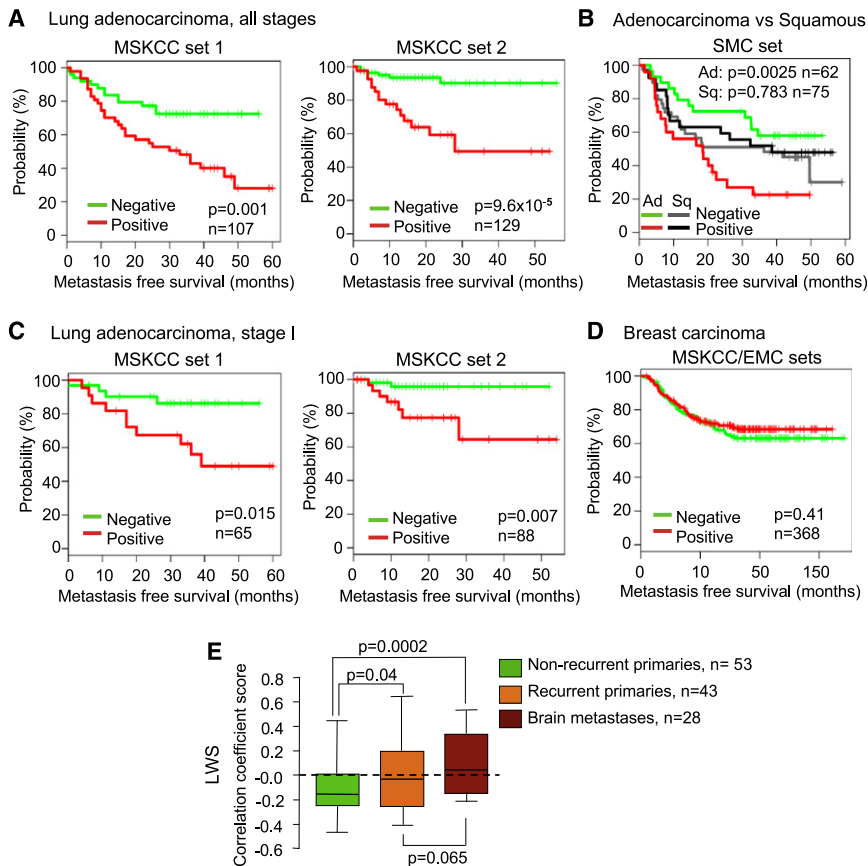 A Lung adenocarcinoma, all stages
MSKCC set 1
Probability (%)
100
80
60
40
20
0
Negative
Positive
p=0.001
n=107
0 10 20 30 40 50 60
Metastasis free survival (months)
MSKCC set 2
Probability (%)
100
80
60
40
20
0
Negative
Positive
p=9.6x10-5
n=129
0 10 20 30 40 50
Metastasis free survival (months)
B Adenocarcinoma vs Squamous
SMC set
Ad: p=0.0025 n=62
Sq: p=0.783 n=75
Probability (%)
100
80
60
40
20
0
Ad Sq
Negative
Positive
0 10 20 30 40 50 60
Metastasis free survival (months)
C Lung adenocarcinoma, stage I
MSKCC set 1
Probability (%)
100
80
60
40
20
0
Negative
Positive
p=0.015
n=65
0 10 20 30 40 50 60
Metastasis free survival (months)
MSKCC set 2
Probability (%)
100
80
60
40
20
0
Negative
Positive
p=0.007
n=88
0 10 20 30 40 50
Metastasis free survival (months)
D Breast carcinoma
MSKCC/EMC sets
Probability (%)
100
80
60
40
20
0
Negative
Positive
p=0.41
n=368
0 10 50 150
Metastasis free survival (months)
E
LWS
Correlation coefficient score
0.8
0.6
0.4
0.2
-0.0
-0.2
-0.4
-0.6
p=0.0002
p=0.04
p=0.065
Non-recurrent primaries, n= 53
Recurrent primaries, n=43
Brain metastases, n=28